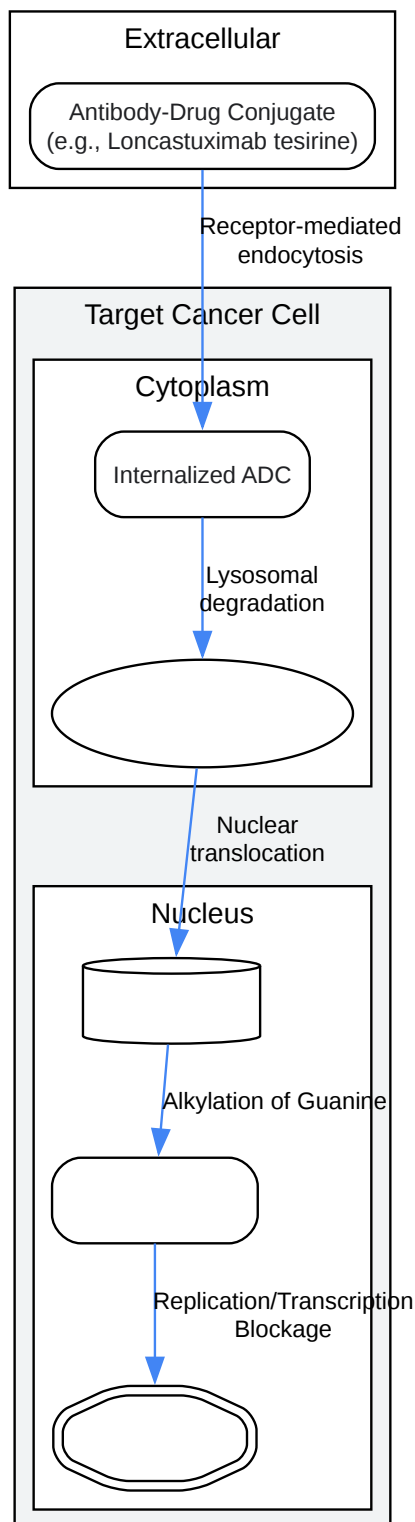 Extracellular
Antibody-Drug Conjugate
(e.g., Loncastuximab tesirine)
Receptor-mediated
endocytosis
Target Cancer Cell
Cytoplasm
Internalized ADC
Lysosomal
degradation
Nuclear
translocation
Nucleus
Alkylation of Guanine
Replication/Transcription
Blockage